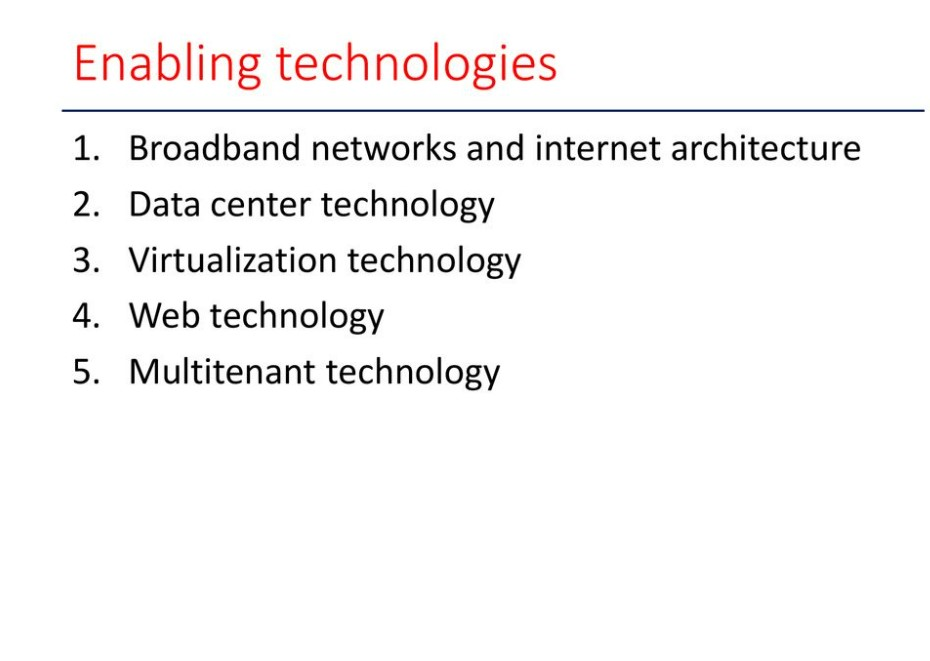 Enabling technologies
1. Broadband networks and internet architecture
2. Data center technology
3. Virtualization technology
4. Web technology
5. Multitenant technology